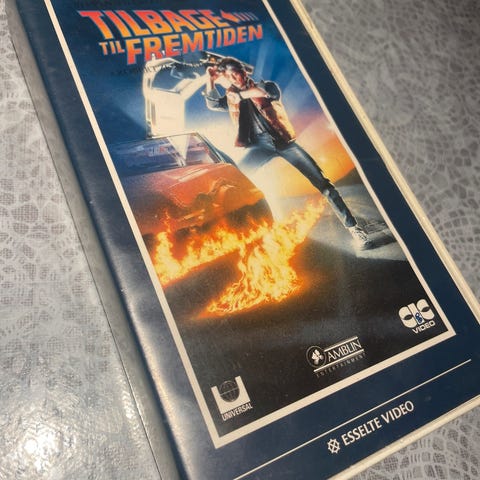 TILBAGE
TIL FREMTIDEN
AMBLIN
ENTERTAINMENT
CIC
VIDEO
UNIVERSAL
ESSELTE VIDEO